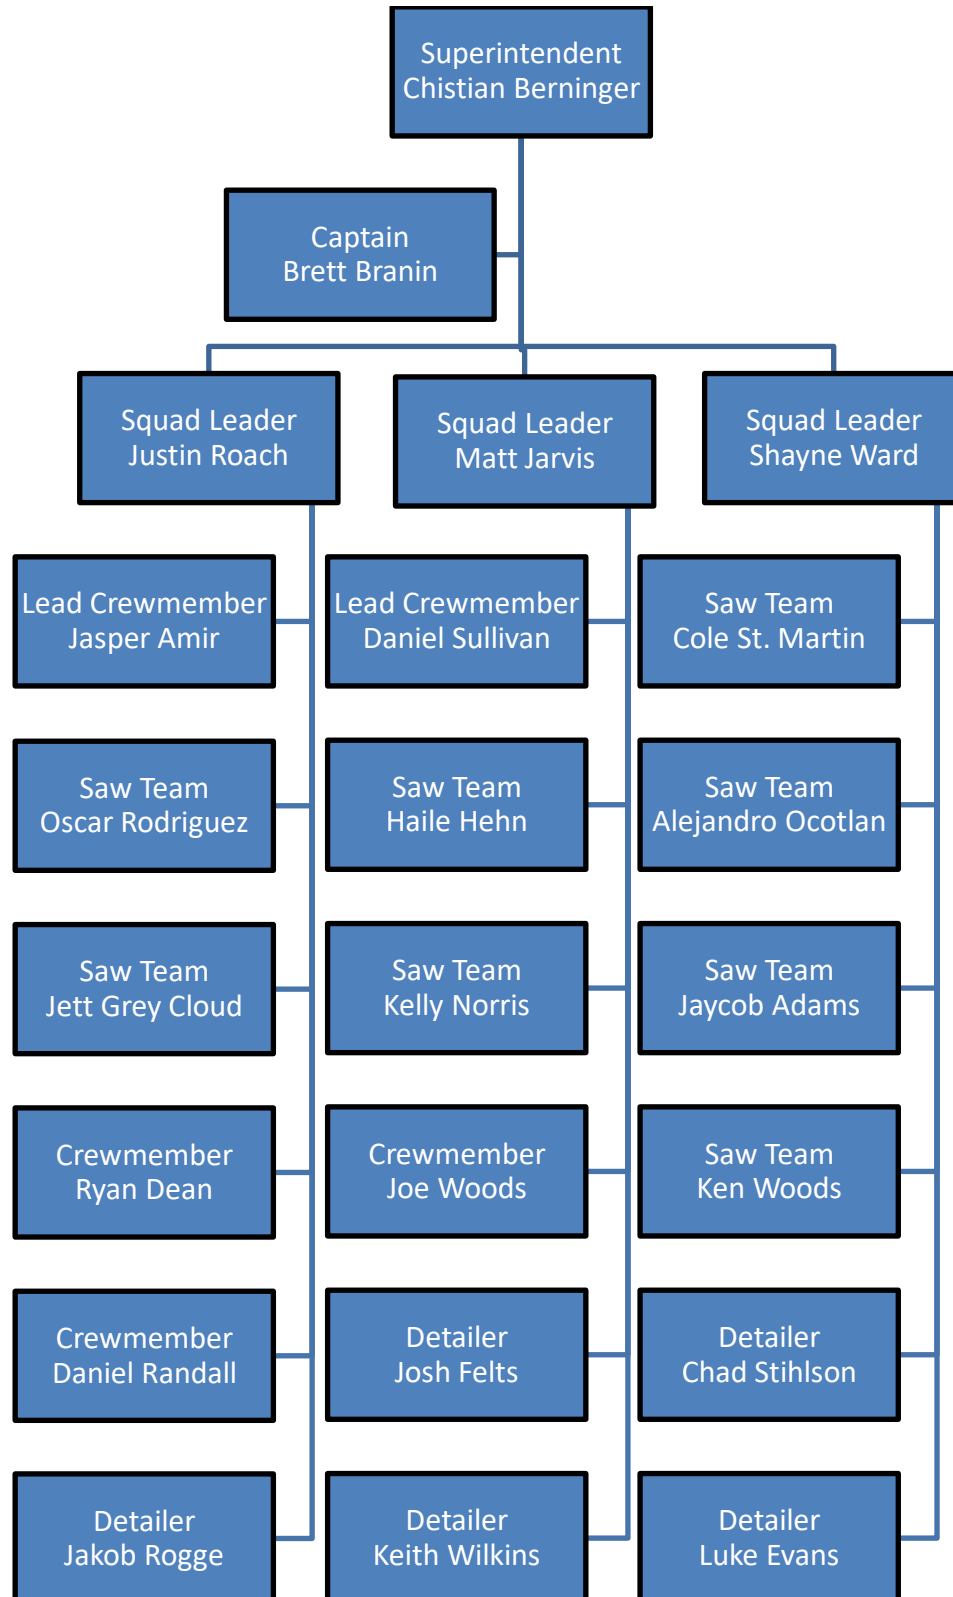 Superintendent
Chistian Berninger
Captain
Brett Branin
Squad Leader
Justin Roach
Squad Leader
Matt Jarvis
Squad Leader
Shayne Ward
Lead Crewmember
Jasper Amir
Lead Crewmember
Daniel Sullivan
Saw Team
Cole St. Martin
Saw Team
Oscar Rodriguez
Saw Team
Haile Hehn
Saw Team
Alejandro Ocotlan
Saw Team
Jett Grey Cloud
Saw Team
Kelly Norris
Saw Team
Jaycob Adams
Crewmember
Ryan Dean
Crewmember
Joe Woods
Saw Team
Ken Woods
Crewmember
Daniel Randall
Detailer
Josh Felts
Detailer
Chad Stihlson
Detailer
Jakob Rogge
Detailer
Keith Wilkins
Detailer
Luke Evans